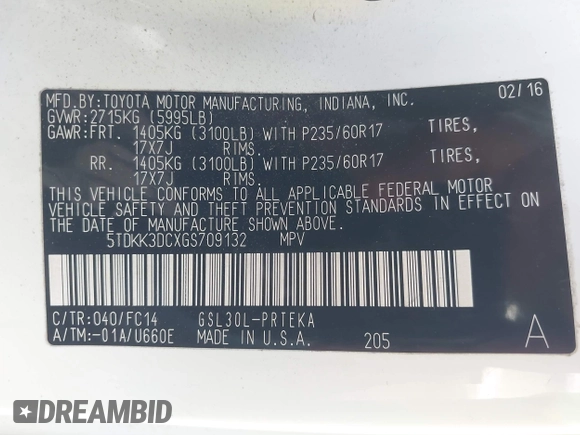 MFD.BY:TOYOTA MOTOR MANUFACTURING, INDIANA, INC. 02/16
GVWR:2715KG (5995LB)
GAWR:FRT. 1405KG (3100LB) WITH P235/60R17 TIRES,
17X7J RIMS.
RR. 1405KG (3100LB) WITH P235/60R17 TIRES,
17X7J RIMS.
THIS VEHICLE CONFORMS TO ALL APPLICABLE FEDERAL MOTOR
VEHICLE SAFETY AND THEFT PREVENTION STANDARDS IN EFFECT ON
THE DATE OF MANUFACTURE SHOWN ABOVE.
5TDKK3DCXGS709132 MPV
C/TR:040/FC14 GSL30L-PRTEKA
A/TM:-01A/U660E MADE IN U.S.A. 205 A
DREAMBID